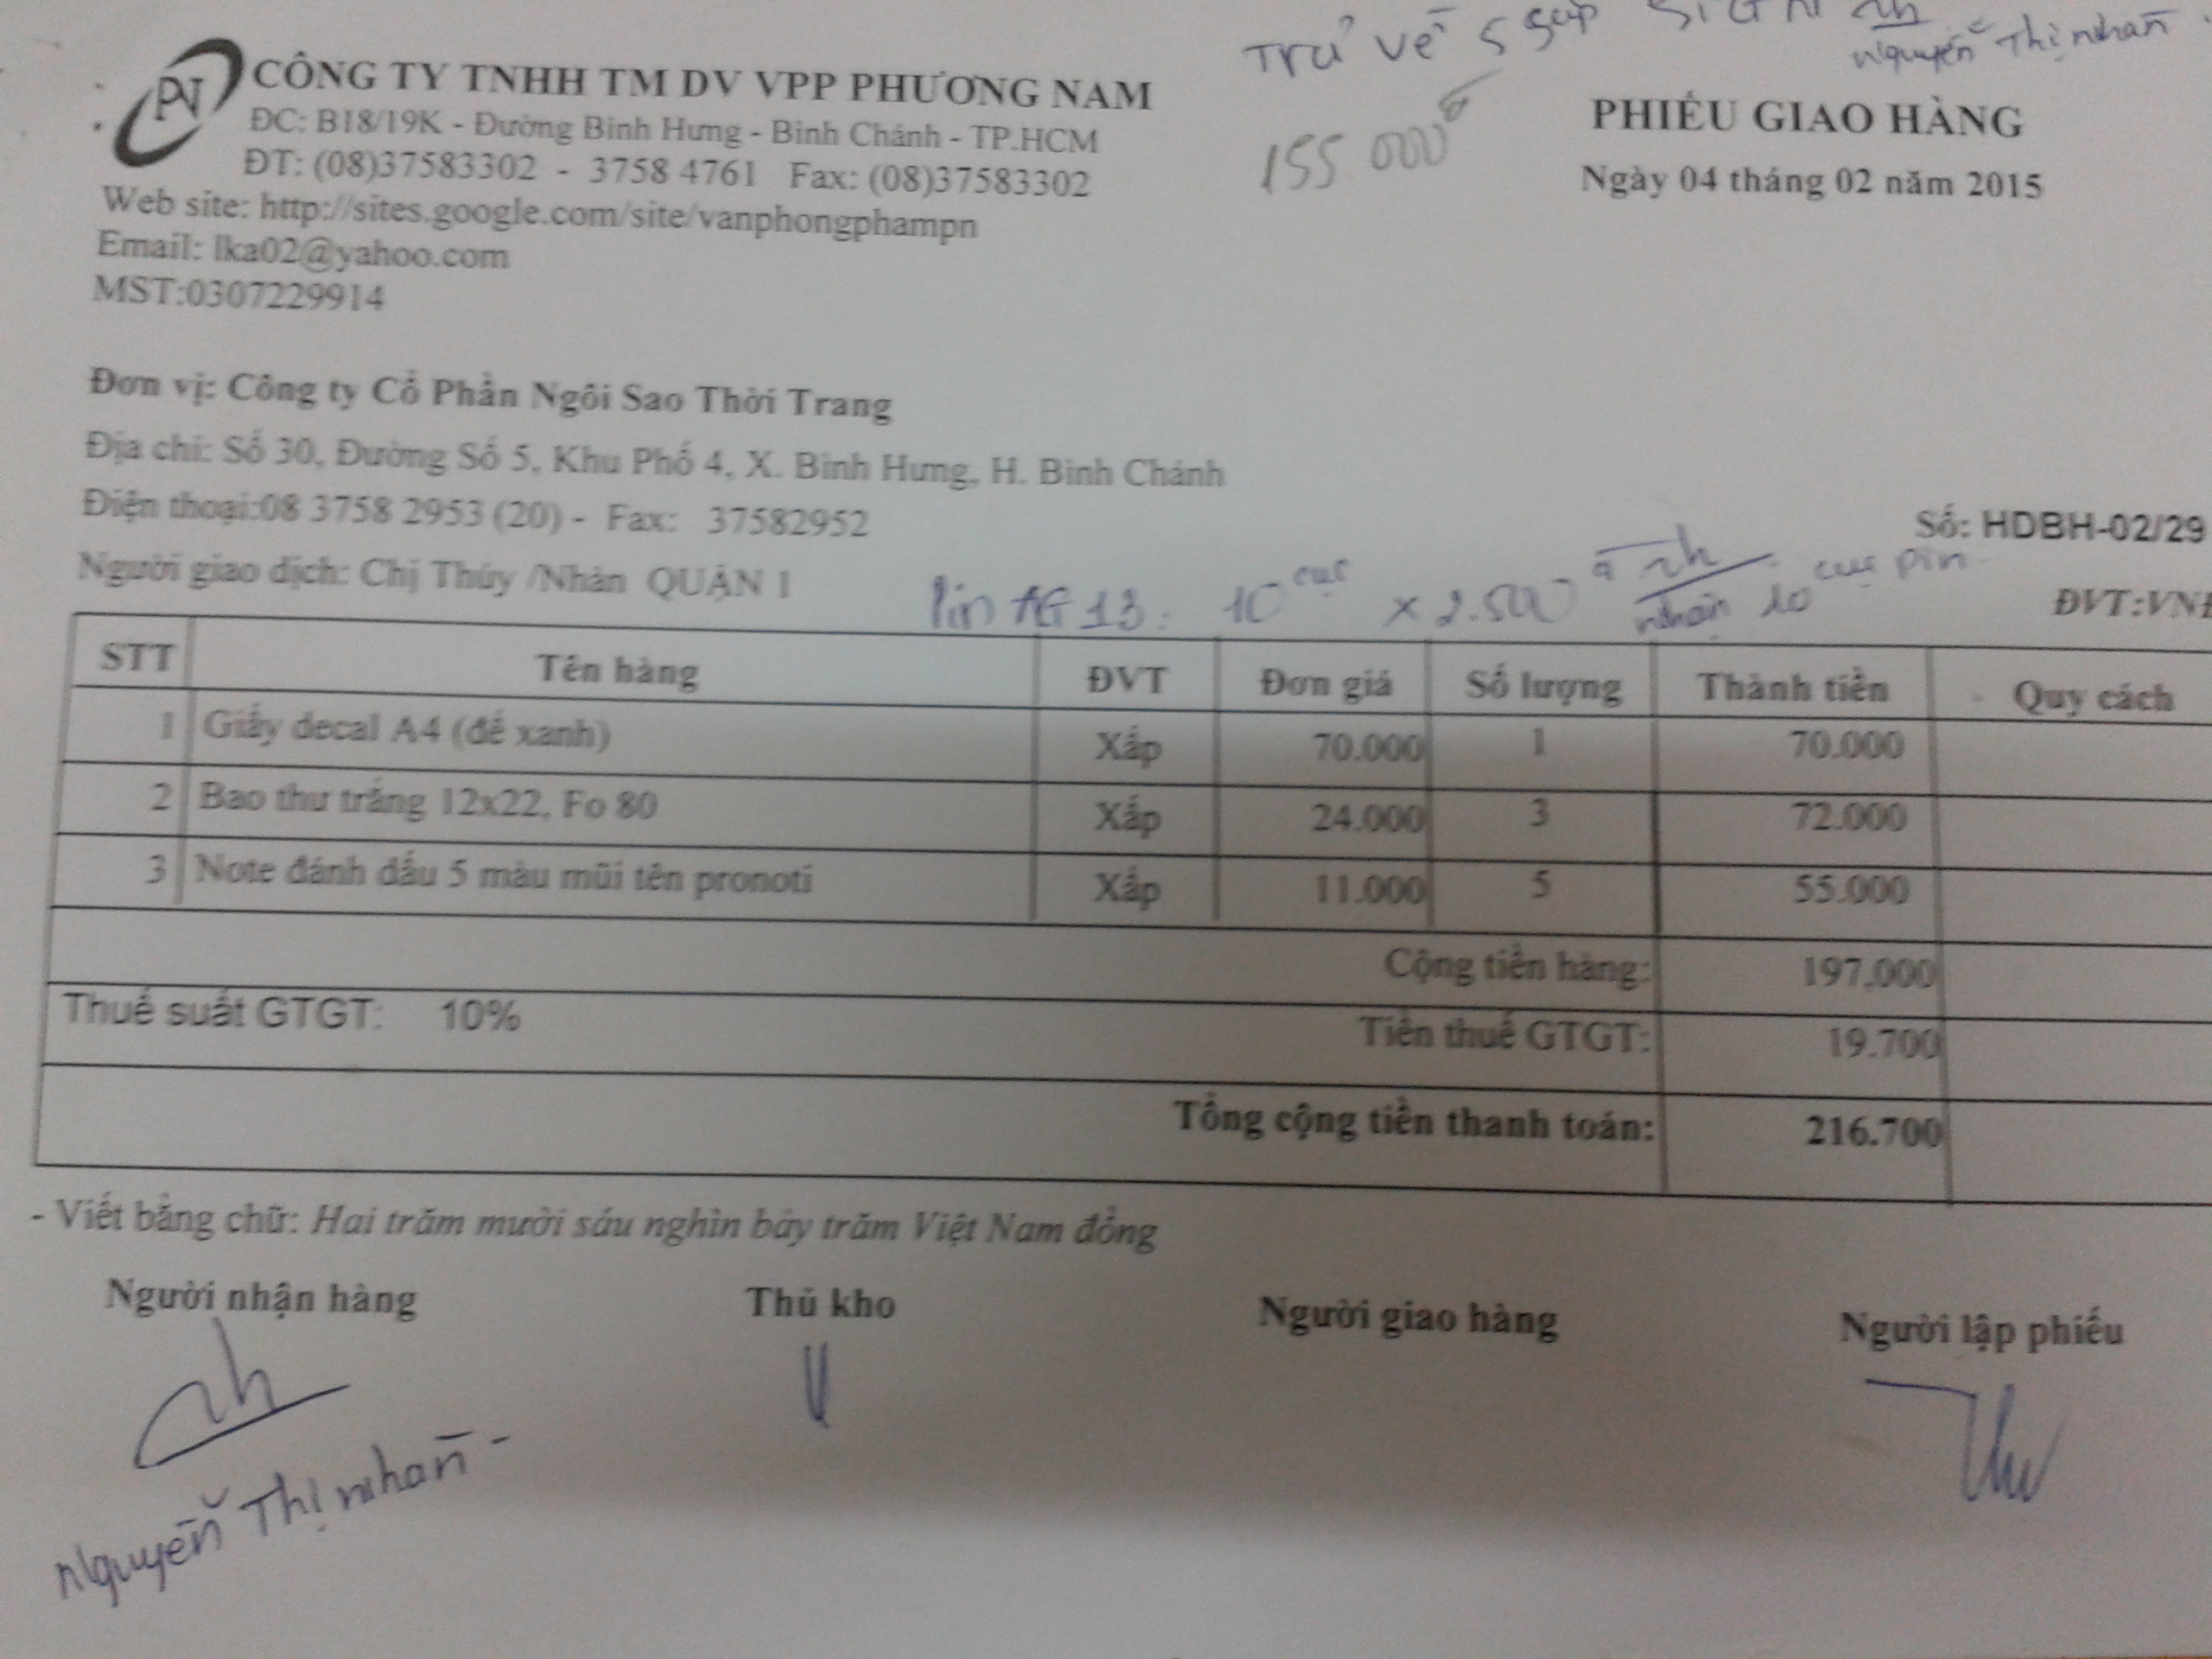 Trả về 5 sấp
Nguyễn Thị Nhàn
155 000đ
PN
CÔNG TY TNHH TM DV VPP PHƯƠNG NAM
ĐC: B18/19K - Đường Bình Hưng - Bình Chánh - TP.HCM
ĐT: (08)37583302 - 3758 4761 Fax: (08)37583302
Web site: http://sites.google.com/site/vanphongphampn
Email: lka02@yahoo.com
MST:0307229914
PHIẾU GIAO HÀNG
Ngày 04 tháng 02 năm 2015
Đơn vị: Công ty Cổ Phần Ngôi Sao Thời Trang
Địa chỉ: Số 30, Đường Số 5, Khu Phố 4, X. Bình Hưng, H. Bình Chánh
Điện thoại:08 3758 2953 (20) - Fax: 37582952
Số: HDBH-02/29
Người giao dịch: Chị Thúy /Nhàn QUẬN 1
Pin AG 13: 10 cục x 2.500đ
nhận 10 cục pin
STT Tên hàng ĐVT Đơn giá Số lượng Thành tiền Quy cách
1 Giấy decal A4 (đế xanh) Xấp 70.000 1 70.000
2 Bao thư trắng 12x22, Fo 80 Xấp 24.000 3 72.000
3 Note đánh dấu 5 màu mũi tên pronoti Xấp 11.000 5 55.000
Cộng tiền hàng: 197.000
Thuế suất GTGT: 10% Tiền thuế GTGT: 19.700
Tổng cộng tiền thanh toán: 216.700
- Viết bằng chữ: Hai trăm mười sáu nghìn bảy trăm Việt Nam đồng
Người nhận hàng Thủ kho Người giao hàng Người lập phiếu
Nguyễn Thị Nhàn